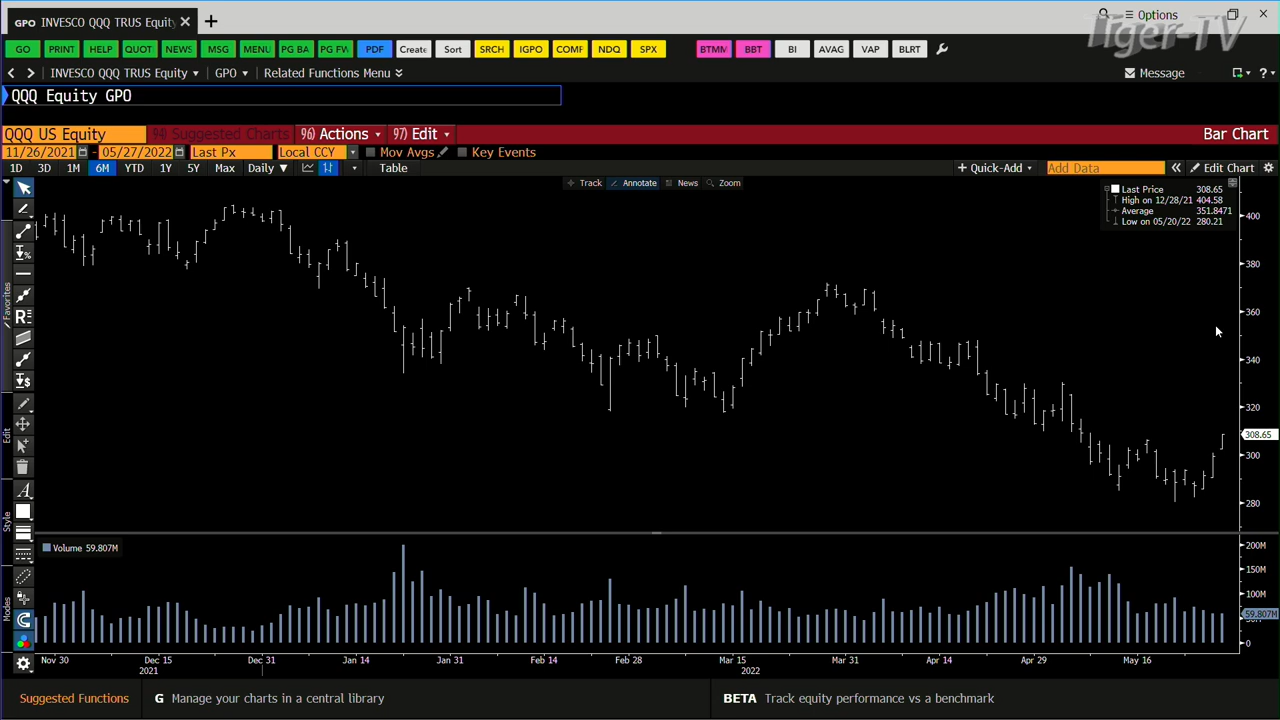 GPO INVESCO QQQ TRUS Equity × +
Options
Tiger-TV
GO PRINT HELP QUOT NEWS MSG MENU PG BA PG FV PDF Create Sort SRCH IGPO COMF NDQ SPX BTMM BBT BI AVAG VAP BLRT
INVESCO QQQ TRUS Equity GPO Related Functions Menu Message ?
QQQ Equity GPO
QQQ US Equity 94) Suggested Charts 96) Actions 97) Edit Bar Chart
11/26/2021 - 05/27/2022 Last Px Local CCY Mov Avgs Key Events
1D 3D 1M 6M YTD 1Y 5Y Max Daily ▼ Table + Quick-Add Add Data « Edit Chart
Track Annotate News Zoom
Last Price 308.65
High on 12/28/21 404.58
Average 351.8471
Low on 05/20/22 280.21
400
380
360
340
320
308.65
300
280
Favorites
Edit
Style
Modes
Volume 59.807M
200M
150M
100M
59.807M
0
Nov 30 Dec 15 Dec 31 Jan 14 Jan 31 Feb 14 Feb 28 Mar 15 Mar 31 Apr 14 Apr 29 May 16
2021 2022
Suggested Functions G Manage your charts in a central library BETA Track equity performance vs a benchmark